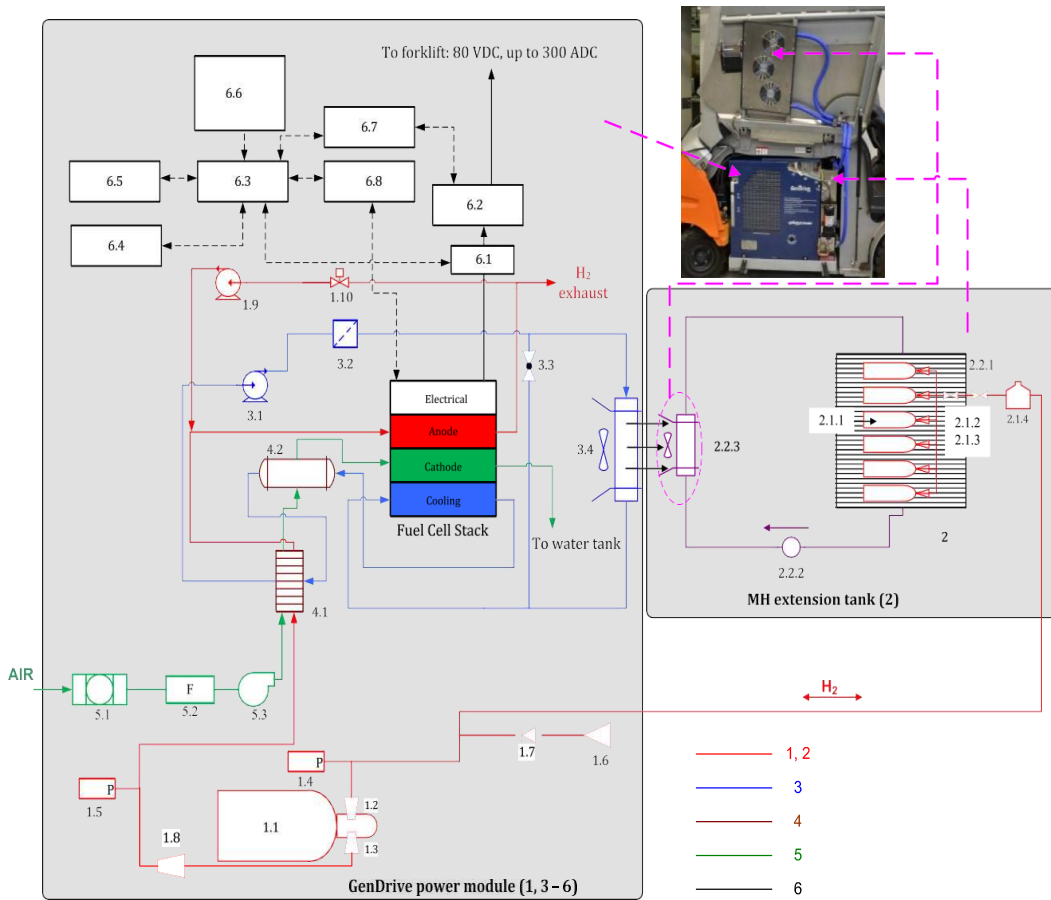 To forklift: 80 VDC, up to 300 ADC
6.6
6.7
6.5
6.3
6.8
6.2
6.4
6.1
1.9
1.10
H2
exhaust
3.2
3.3
3.1
Electrical
Anode
Cathode
Cooling
Fuel Cell Stack
4.2
3.4
To water tank
4.1
2.2.3
2.2.1
2.1.1
2.1.2
2.1.3
2.1.4
2
2.2.2
MH extension tank (2)
AIR
5.1
F
5.2
5.3
H2
P
1.4
1.7
1.6
P
1.5
1.1
1.2
1.3
1.8
GenDrive power module (1, 3 – 6)
1, 2
3
4
5
6